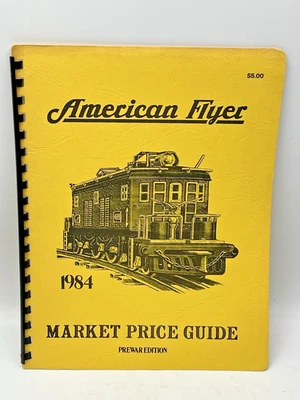 $5.00
American Flyer
1984
MARKET PRICE GUIDE
PREWAR EDITION